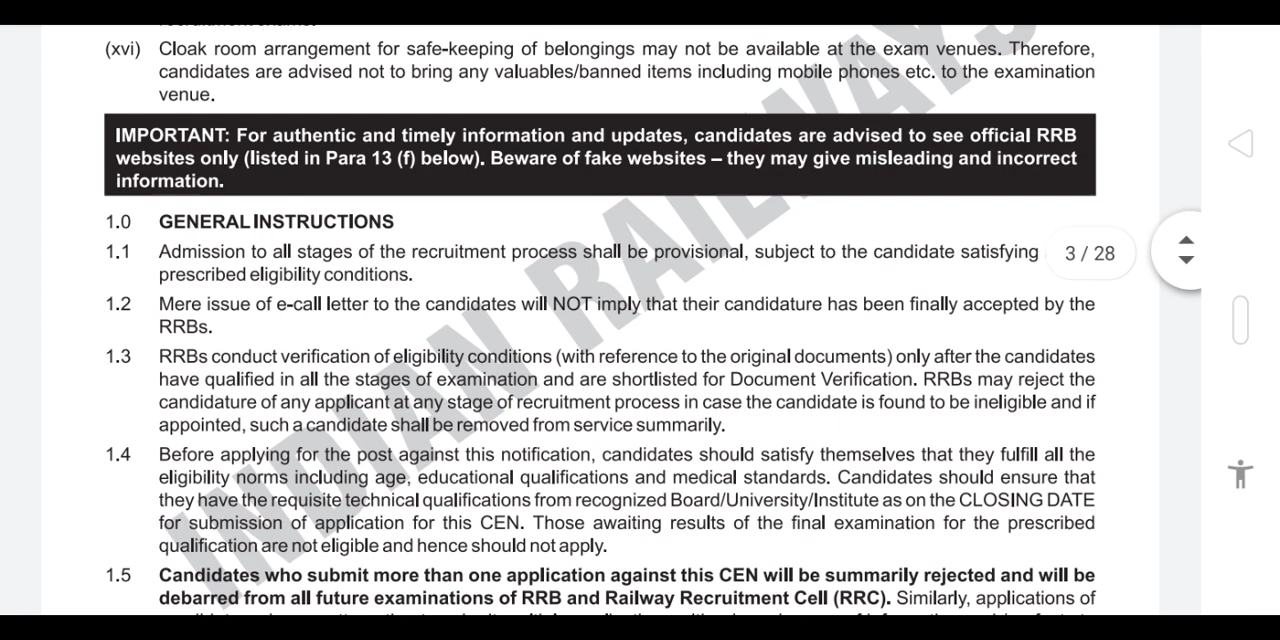 (xvi) Cloak room arrangement for safe-keeping of belongings may not be available at the exam venues. Therefore,
candidates are advised not to bring any valuables/banned items including mobile phones etc. to the examination
venue.
IMPORTANT: For authentic and timely information and updates, candidates are advised to see official RRB
websites only (listed in Para 13 (f) below). Beware of fake websites – they may give misleading and incorrect
information.
1.0 GENERAL INSTRUCTIONS
1.1 Admission to all stages of the recruitment process shall be provisional, subject to the candidate satisfying
3 / 28
prescribed eligibility conditions.
1.2 Mere issue of e-call letter to the candidates will NOT imply that their candidature has been finally accepted by the
RRBs.
1.3 RRBs conduct verification of eligibility conditions (with reference to the original documents) only after the candidates
have qualified in all the stages of examination and are shortlisted for Document Verification. RRBs may reject the
candidature of any applicant at any stage of recruitment process in case the candidate is found to be ineligible and if
appointed, such a candidate shall be removed from service summarily.
1.4 Before applying for the post against this notification, candidates should satisfy themselves that they fulfill all the
eligibility norms including age, educational qualifications and medical standards. Candidates should ensure that
they have the requisite technical qualifications from recognized Board/University/Institute as on the CLOSING DATE
for submission of application for this CEN. Those awaiting results of the final examination for the prescribed
qualification are not eligible and hence should not apply.
1.5 Candidates who submit more than one application against this CEN will be summarily rejected and will be
debarred from all future examinations of RRB and Railway Recruitment Cell (RRC). Similarly, applications of
INDIAN RAILWAY